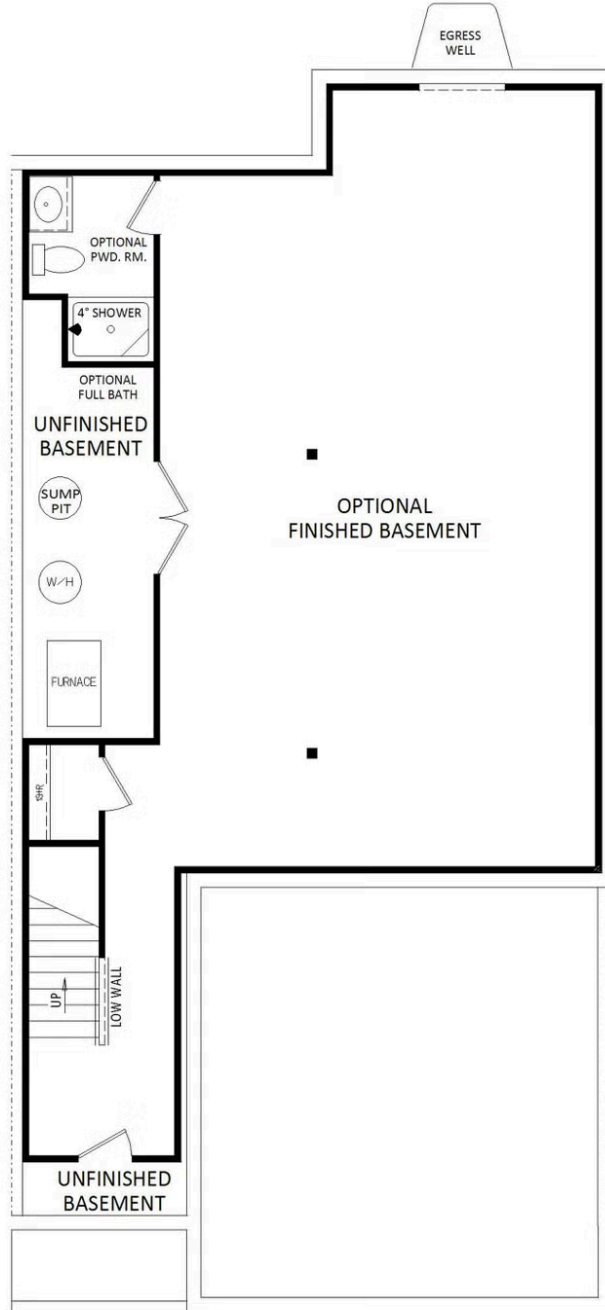 EGRESS
WELL
OPTIONAL
PWD. RM.
4° SHOWER
OPTIONAL
FULL BATH
UNFINISHED
BASEMENT
SUMP
PIT
OPTIONAL
FINISHED BASEMENT
W/H
FURNACE
UP
LOW WALL
UNFINISHED
BASEMENT